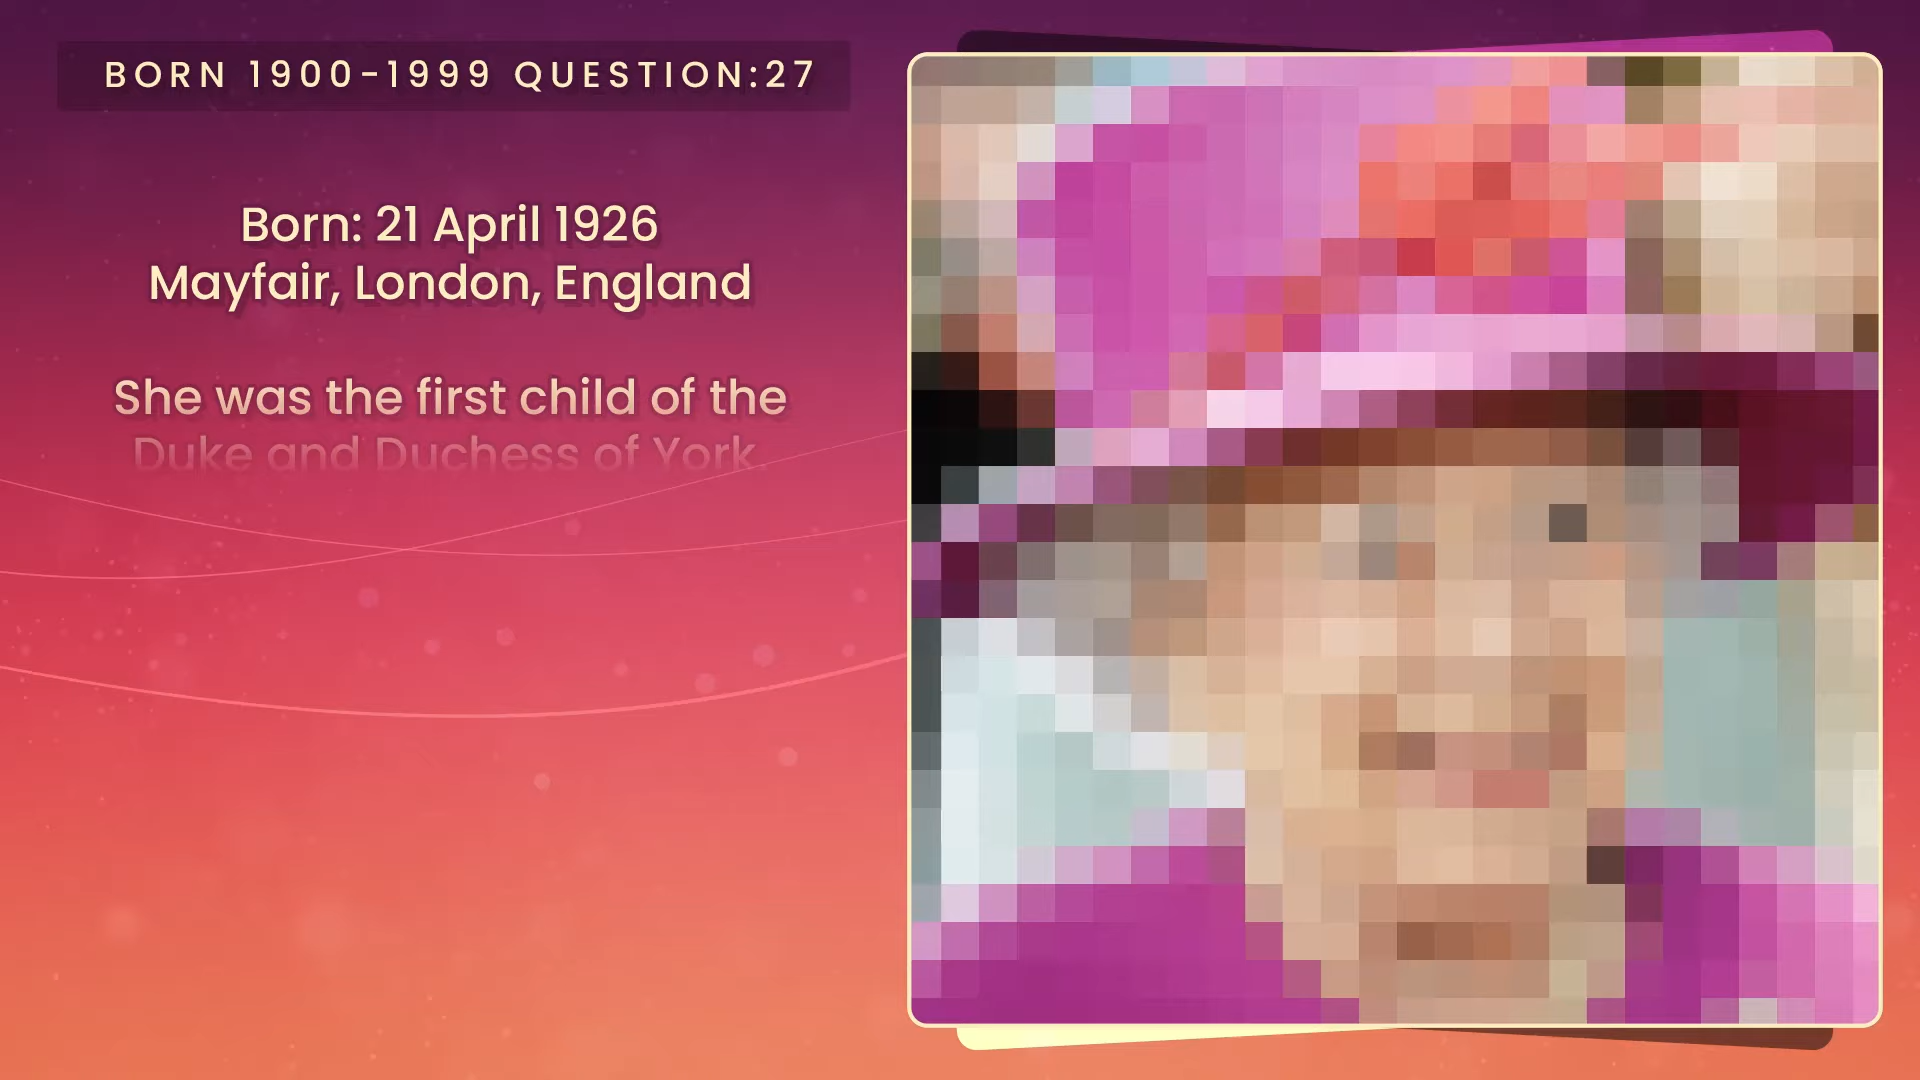 BORN 1900-1999 QUESTION:27
Born: 21 April 1926
Mayfair, London, England
She was the first child of the
Duke and Duchess of York.